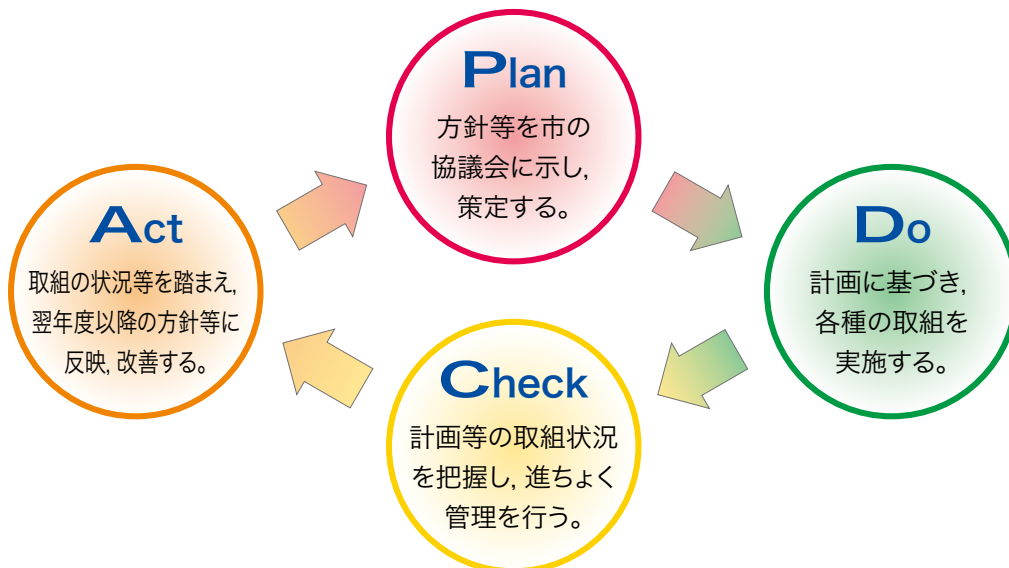 Plan
方針等を市の
協議会に示し,
策定する。
Do
計画に基づき,
各種の取組を
実施する。
Check
計画等の取組状況
を把握し, 進ちょく
管理を行う。
Act
取組の状況等を踏まえ,
翌年度以降の方針等に
反映, 改善する。